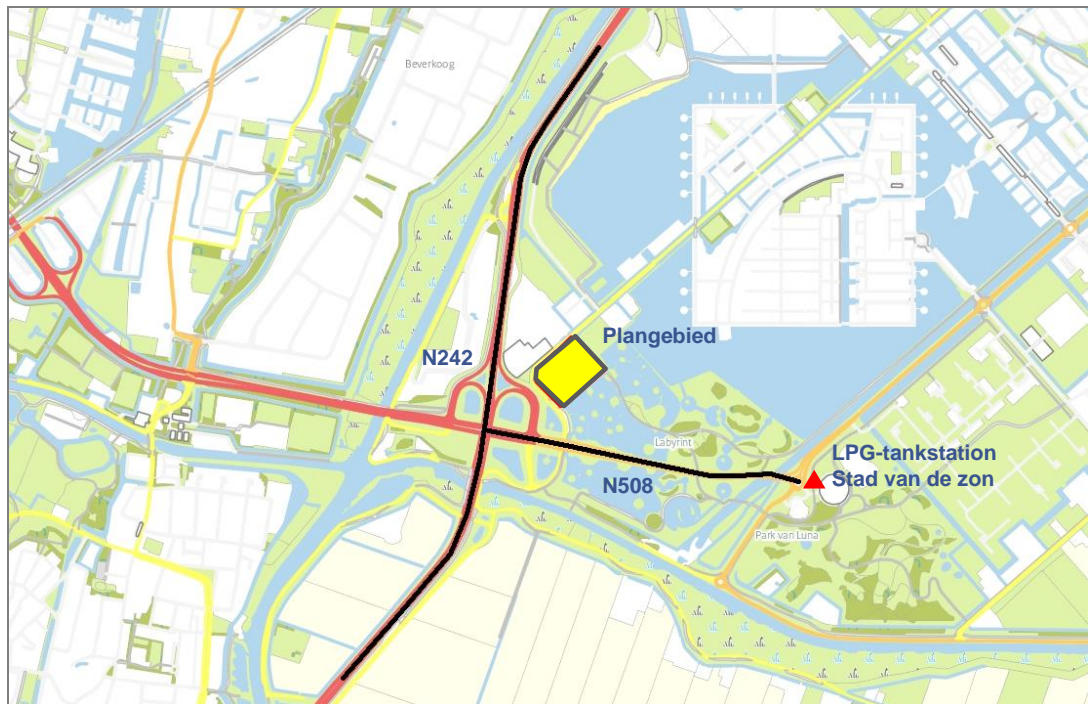 Beverkoog
Plangebied
N242
Labyrint
LPG-tankstation
Stad van de zon
N508
Park van Luna